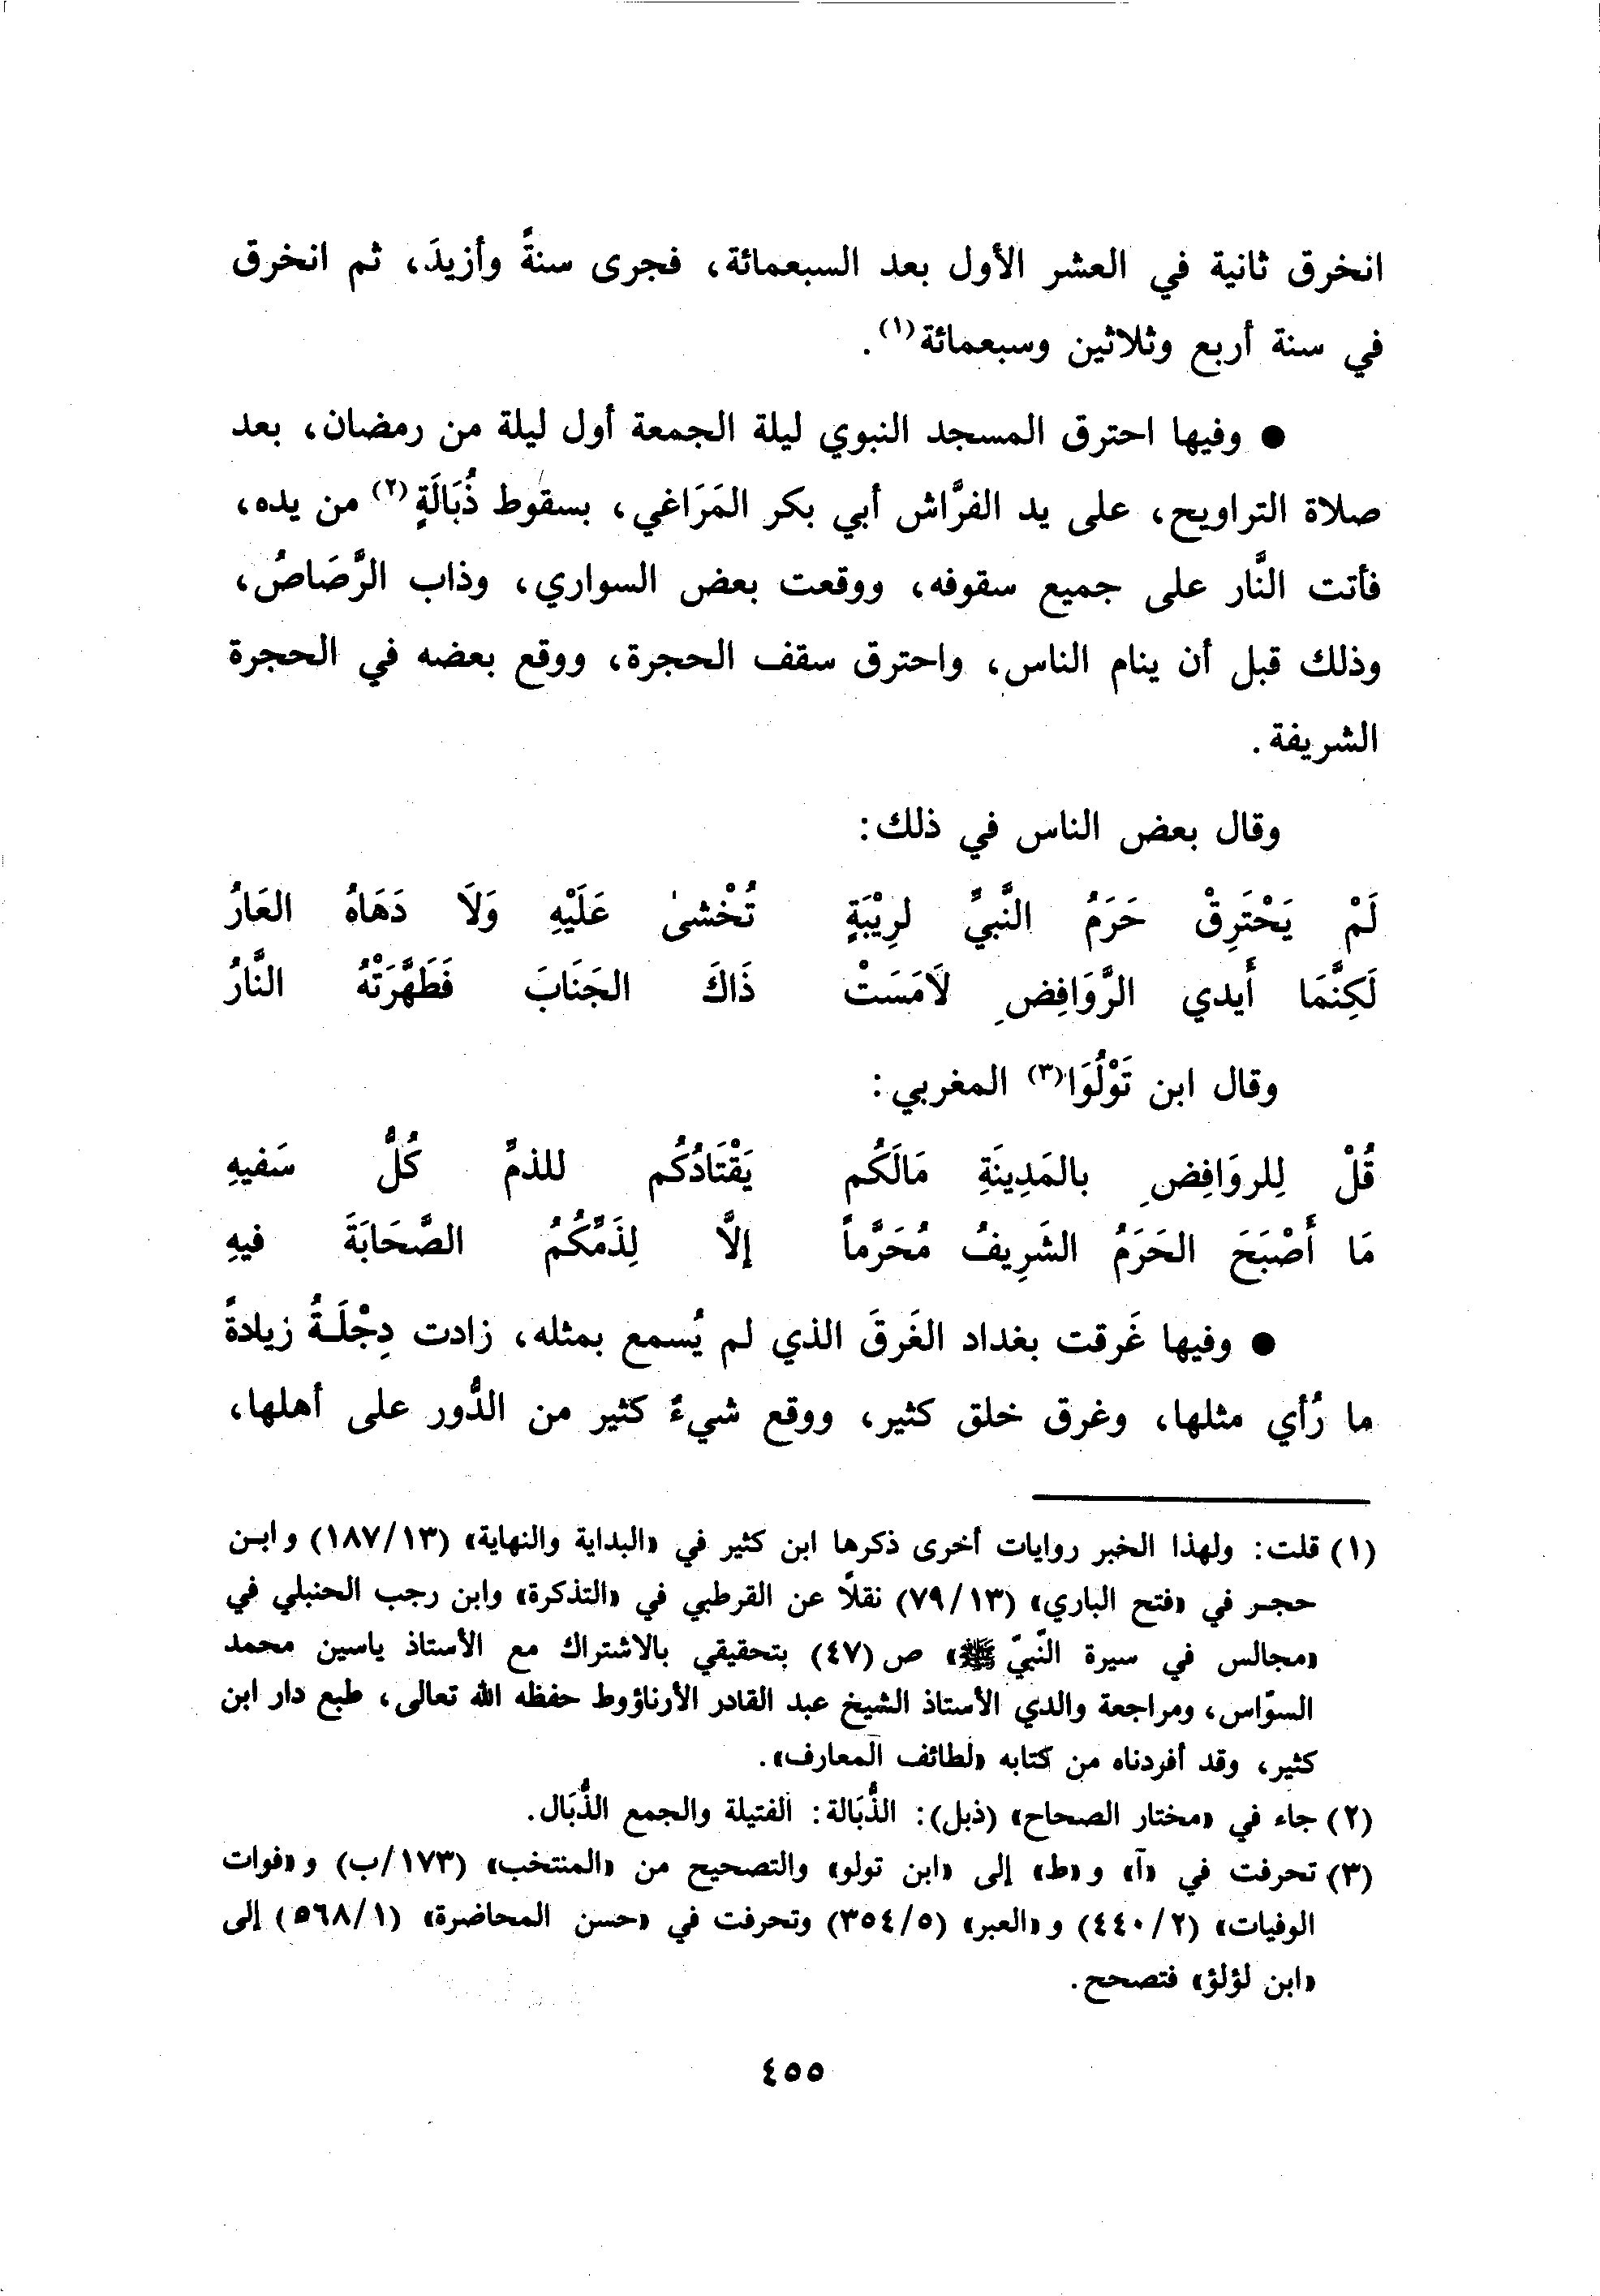 انخرق ثانية في العشر الأول بعد السبعمائة، فجرى سنةً وأزيدَ، ثم انخرق
في سنة أربع وثلاثين وسبعمائة(١).
● وفيها احترق المسجد النبوي ليلة الجمعة أول ليلة من رمضان، بعد
صلاة التراويح، على يد الفرَّاش أبي بكر المَرَاغي، بسقوط ذُبَالَةٍ(٢) من يده،
فأتت النَّار على جميع سقوفه، ووقعت بعض السواري، وذاب الرَّصَاصُ،
وذلك قبل أن ينام الناس، واحترق سقف الحجرة، ووقع بعضه في الحجرة
الشريفة.
وقال بعض الناس في ذلك:
لَمْ يَحْتَرِقْ حَرَمُ النَّبيِّ لرِيْبَةٍ تُخْشىٰ عَلَيْهِ وَلَا دَهَاهُ العَارُ
لَكِنَّمَا أَيدي الرَّوَافِضِ لَامَسَتْ ذَاكَ الجَنَابَ فَطَهَّرَتْهُ النَّارُ
وقال ابن تَوْلُوَا(٣) المغربي:
قُلْ لِلروَافِضِ بالمَدِينَةِ مَالَكُم يَقْتَادُكُم للذمِّ كُلُّ سَفيهِ
مَا أَصْبَحَ الحَرَمُ الشَرِيفُ مُحَرَّماً إلَّا لِذَمِّكُمُ الصَّحَابَةَ فيهِ
● وفيها غَرقت بغداد الغَرقَ الذي لم يُسمع بمثله، زادت دِجْلَـةُ زيادةً
ما رُأي مثلها، وغرق خلق كثير، ووقع شيءٌ كثير من الدُّور على أهلها،
(١) قلت: ولهذا الخبر روايات أخرى ذكرها ابن كثير في «البداية والنهاية» (١٨٧/١٣) وابـن
حجـر في «فتح الباري» (٧٩/١٣) نقلًا عن القرطبي في «التذكرة» وابن رجب الحنبلي في
«مجالس في سيرة النّبيّ ﷺ» ص (٤٧) بتحقيقي بالاشتراك مع الأستاذ ياسين محمد
السوّاس، ومراجعة والدي الأستاذ الشيخ عبد القادر الأرناؤوط حفظه الله تعالى، طبع دار ابن
كثير، وقد أفردناه من كتابه «لطائف المعارف».
(٢) جاء في «مختار الصحاح» (ذبل): الذُّبَالة: الفتيلة والجمع الذُّبَال.
(٣) تحرفت في «آ» و «ط» إلى «ابن تولو» والتصحيح من «المنتخب» (١٧٣/ب) و «فوات
الوفيات» (٤٤٠/٢) و «العبر» (٣٥٤/٥) وتحرفت في «حسن المحاضرة» (٥٦٨/١) إلى
«ابن لؤلؤ» فتصحح.
٤٥٥